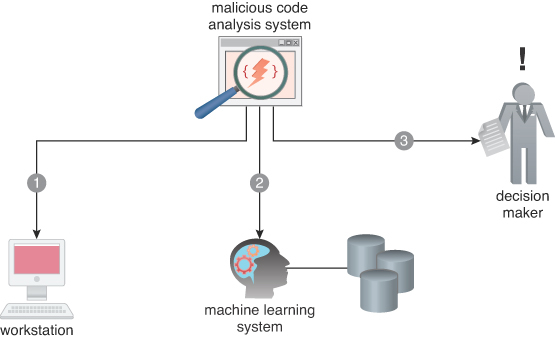 malicious code
analysis system
{ }
!
3
decision
maker
1
2
workstation
machine learning
system